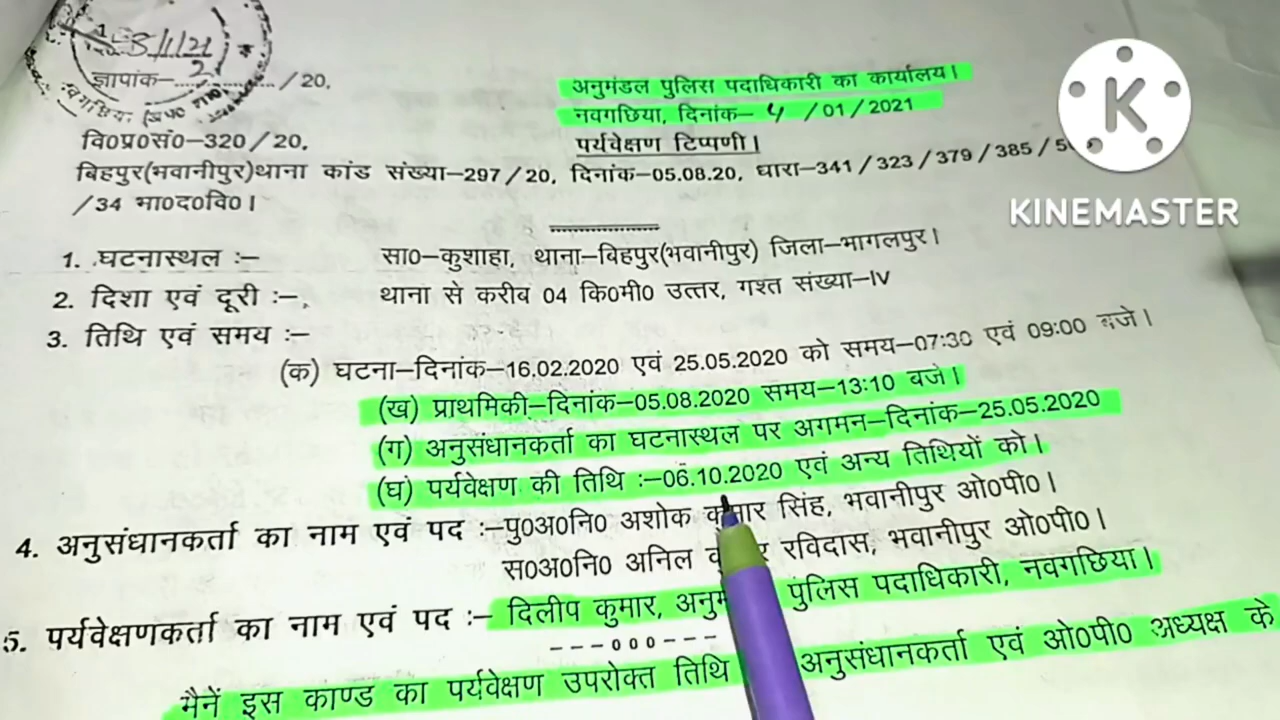 ज्ञापांक– 2 / 20,
अनुमंडल पुलिस पदाधिकारी का कार्यालय।
नवगछिया, दिनांक– 4 /01/2021
वि0प्र0सं0–320/20,
पर्यवेक्षण टिप्पणी।
बिहपुर(भवानीपुर)थाना कांड संख्या–297/20, दिनांक–05.08.20, धारा–341/323/379/385/
/34 भा0द0वि0।
1. घटनास्थल :– सा0–कुशाहा, थाना–बिहपुर(भवानीपुर) जिला–भागलपुर।
2. दिशा एवं दूरी :–, थाना से करीब 04 कि0मी0 उत्तर, गश्त संख्या–IV
3. तिथि एवं समय :–
(क) घटना–दिनांक–16.02.2020 एवं 25.05.2020 को समय–07:30 एवं 09:00 बजे।
(ख) प्राथमिकी–दिनांक–05.08.2020 समय–13:10 बजे।
(ग) अनुसंधानकर्ता का घटनास्थल पर अगमन–दिनांक–25.05.2020
(घ) पर्यवेक्षण की तिथि :–06.10.2020 एवं अन्य तिथियों को।
4. अनुसंधानकर्ता का नाम एवं पद :–पु0अ0नि0 अशोक कुमार सिंह, भवानीपुर ओ0पी0।
स0अ0नि0 अनिल रविदास, भवानीपुर ओ0पी0।
5. पर्यवेक्षणकर्ता का नाम एवं पद :– दिलीप कुमार, पुलिस पदाधिकारी, नवगछिया।
---000---
मैनें इस काण्ड का पर्यवेक्षण उपरोक्त तिथि अनुसंधानकर्ता एवं ओ0पी0 अध्यक्ष के
K
KINEMASTER